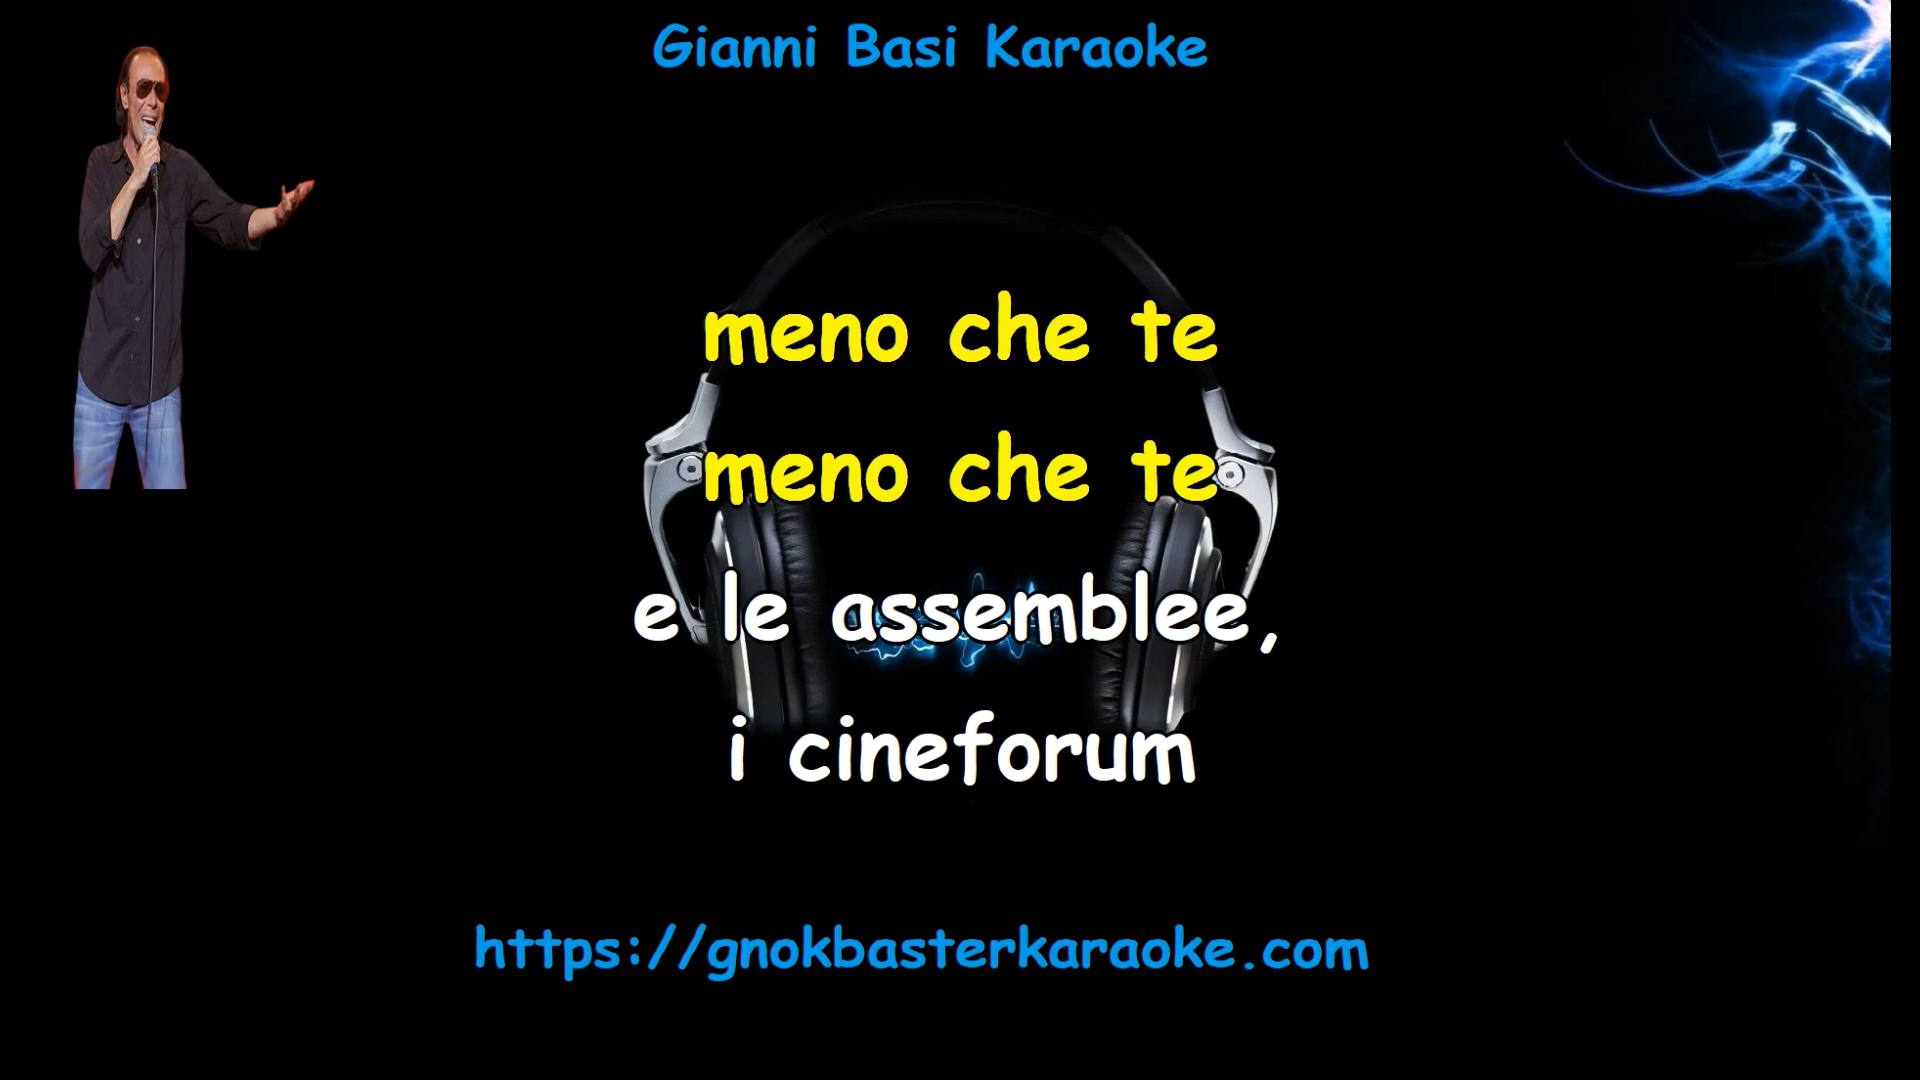 Gianni Basi Karaoke
meno che te
meno che te
e le assemblee,
i cineforum
https://gnokbasterkaraoke.com